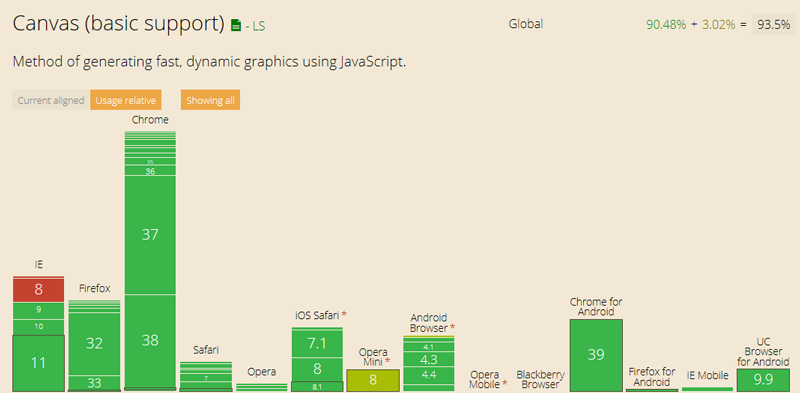 Canvas (basic support) - LS
Global
90.48% + 3.02% = 93.5%
Method of generating fast, dynamic graphics using JavaScript.
Current aligned
Usage relative
Showing all
IE
8
9
10
11
Firefox
32
33
Chrome
35
36
37
38
Safari
7
Opera
iOS Safari *
7.1
8
8.1
Opera
Mini *
8
Android
Browser *
4.1
4.3
4.4
Opera
Mobile *
Blackberry
Browser
Chrome for
Android
39
Firefox for
Android
IE Mobile
UC
Browser
for Android
9.9